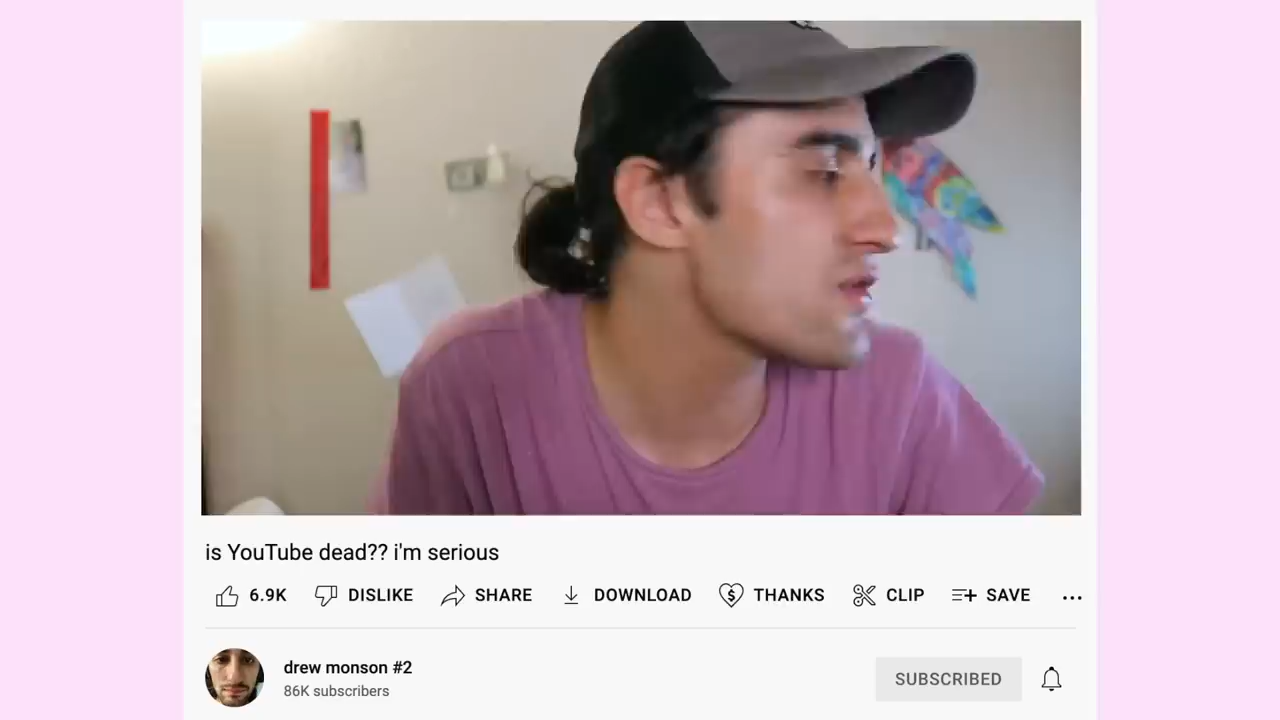 is YouTube dead?? i'm serious
6.9K DISLIKE SHARE DOWNLOAD THANKS CLIP SAVE ...
drew monson #2
86K subscribers
SUBSCRIBED